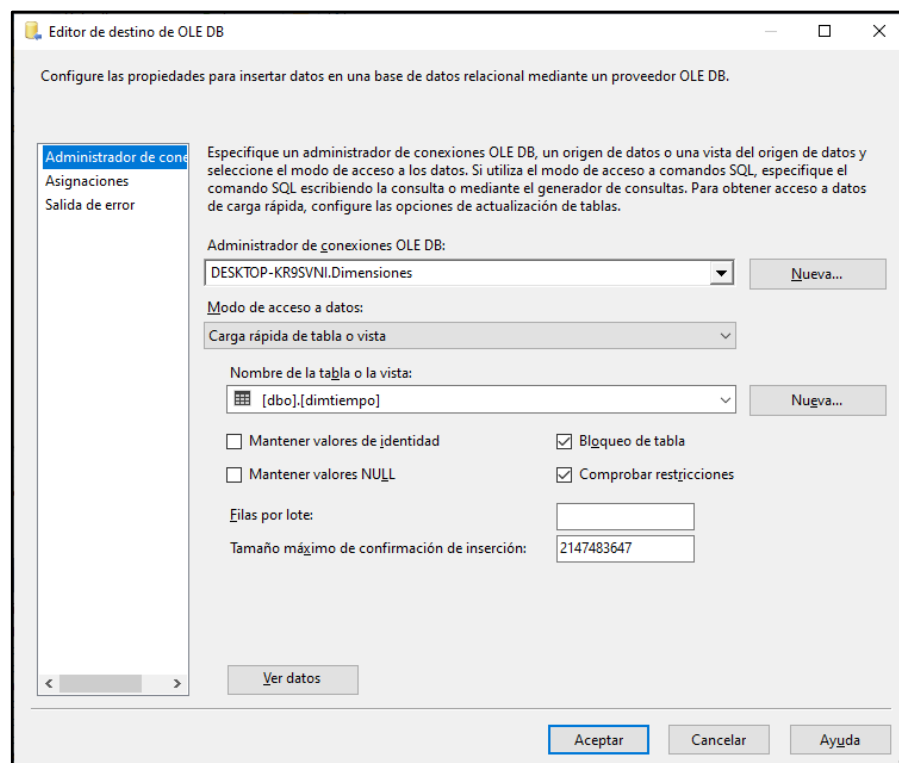 Editor de destino de OLE DB
Configure las propiedades para insertar datos en una base de datos relacional mediante un proveedor OLE DB.
Administrador de cone
Asignaciones
Salida de error
Especifique un administrador de conexiones OLE DB, un origen de datos o una vista del origen de datos y
seleccione el modo de acceso a los datos. Si utiliza el modo de acceso a comandos SQL, especifique el
comando SQL escribiendo la consulta o mediante el generador de consultas. Para obtener acceso a datos
de carga rápida, configure las opciones de actualización de tablas.
Administrador de conexiones OLE DB:
DESKTOP-KR9SVNI.Dimensiones
Nueva...
Modo de acceso a datos:
Carga rápida de tabla o vista
Nombre de la tabla o la vista:
[dbo].[dimtiempo]
Nueva...
Mantener valores de identidad
Bloqueo de tabla
Mantener valores NULL
Comprobar restricciones
Filas por lote:
Tamaño máximo de confirmación de inserción:
2147483647
Ver datos
Aceptar
Cancelar
Ayuda